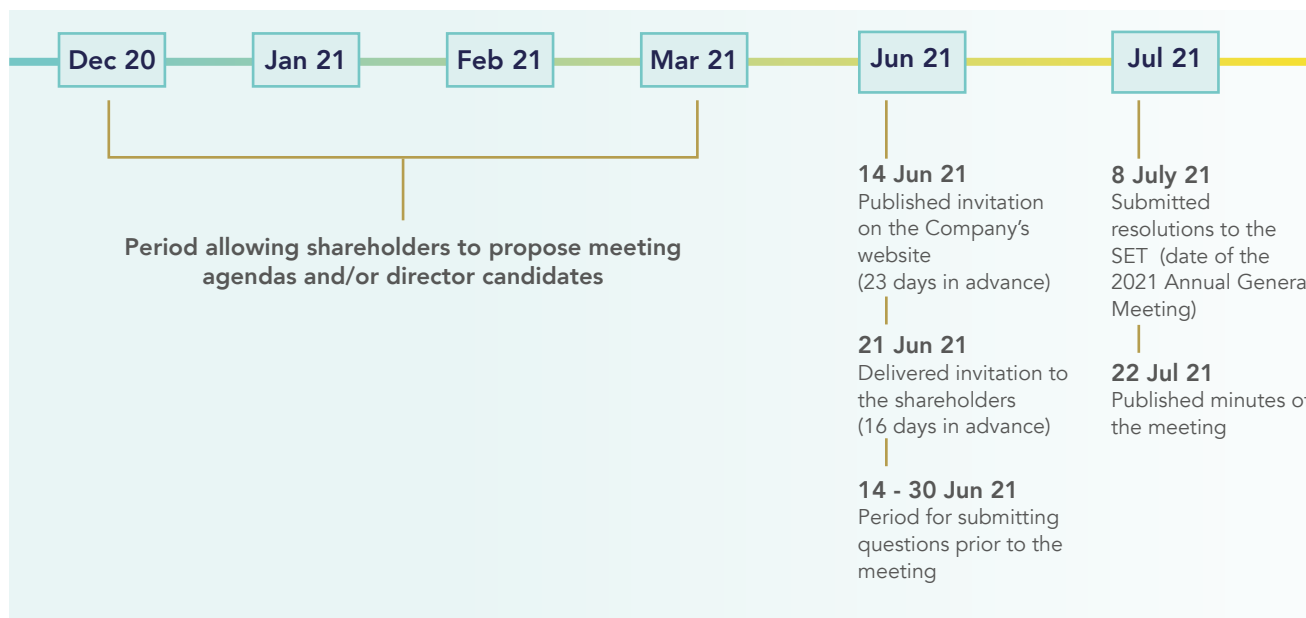 Dec 20
Jan 21
Feb 21
Mar 21
Jun 21
Jul 21
Period allowing shareholders to propose meeting
agendas and/or director candidates
14 Jun 21
Published invitation
on the Company's
website
(23 days in advance)
21 Jun 21
Delivered invitation to
the shareholders
(16 days in advance)
14 - 30 Jun 21
Period for submitting
questions prior to the
meeting
8 July 21
Submitted
resolutions to the
SET (date of the
2021 Annual Genera
Meeting)
22 Jul 21
Published minutes of
the meeting